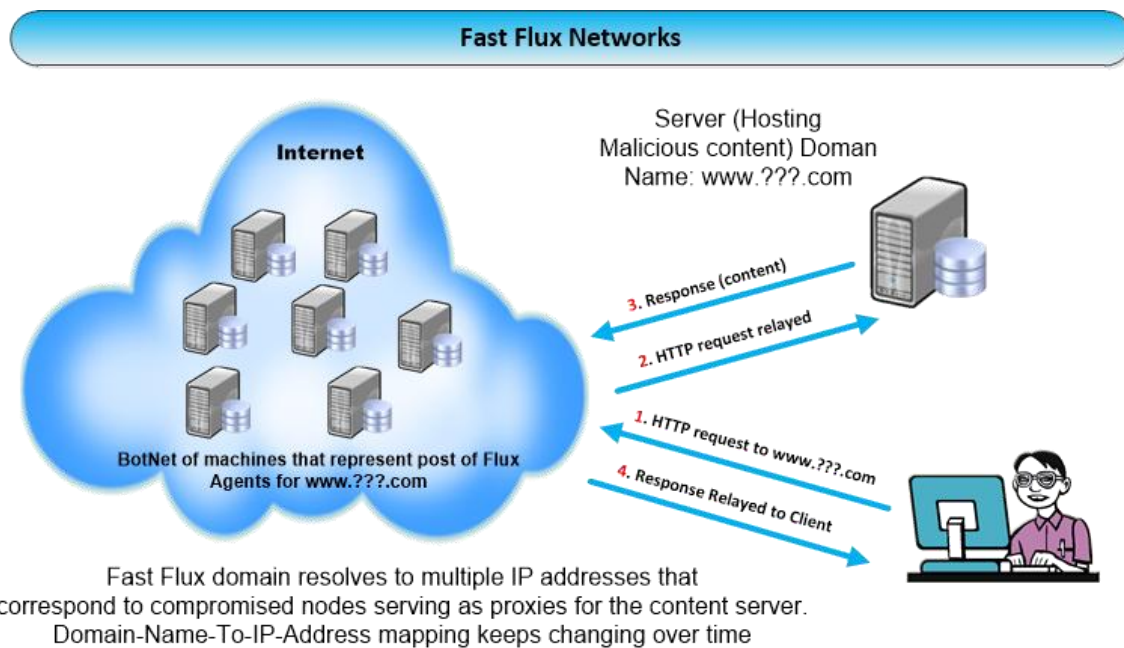 Fast Flux Networks
Internet
BotNet of machines that represent post of Flux
Agents for www.???.com
Server (Hosting
Malicious content) Doman
Name: www.???.com
3. Response (content)
2. HTTP request relayed
1. HTTP request to www.???.com
4. Response Relayed to Client
Fast Flux domain resolves to multiple IP addresses that
correspond to compromised nodes serving as proxies for the content server.
Domain-Name-To-IP-Address mapping keeps changing over time